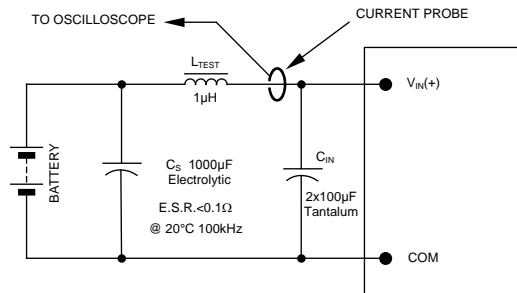 TO OSCILLOSCOPE
CURRENT PROBE
LTEST
1µH
VIN(+)
BATTERY
CS 1000µF
Electrolytic
E.S.R.<0.1Ω
@ 20°C 100kHz
CIN
2x100µF
Tantalum
COM